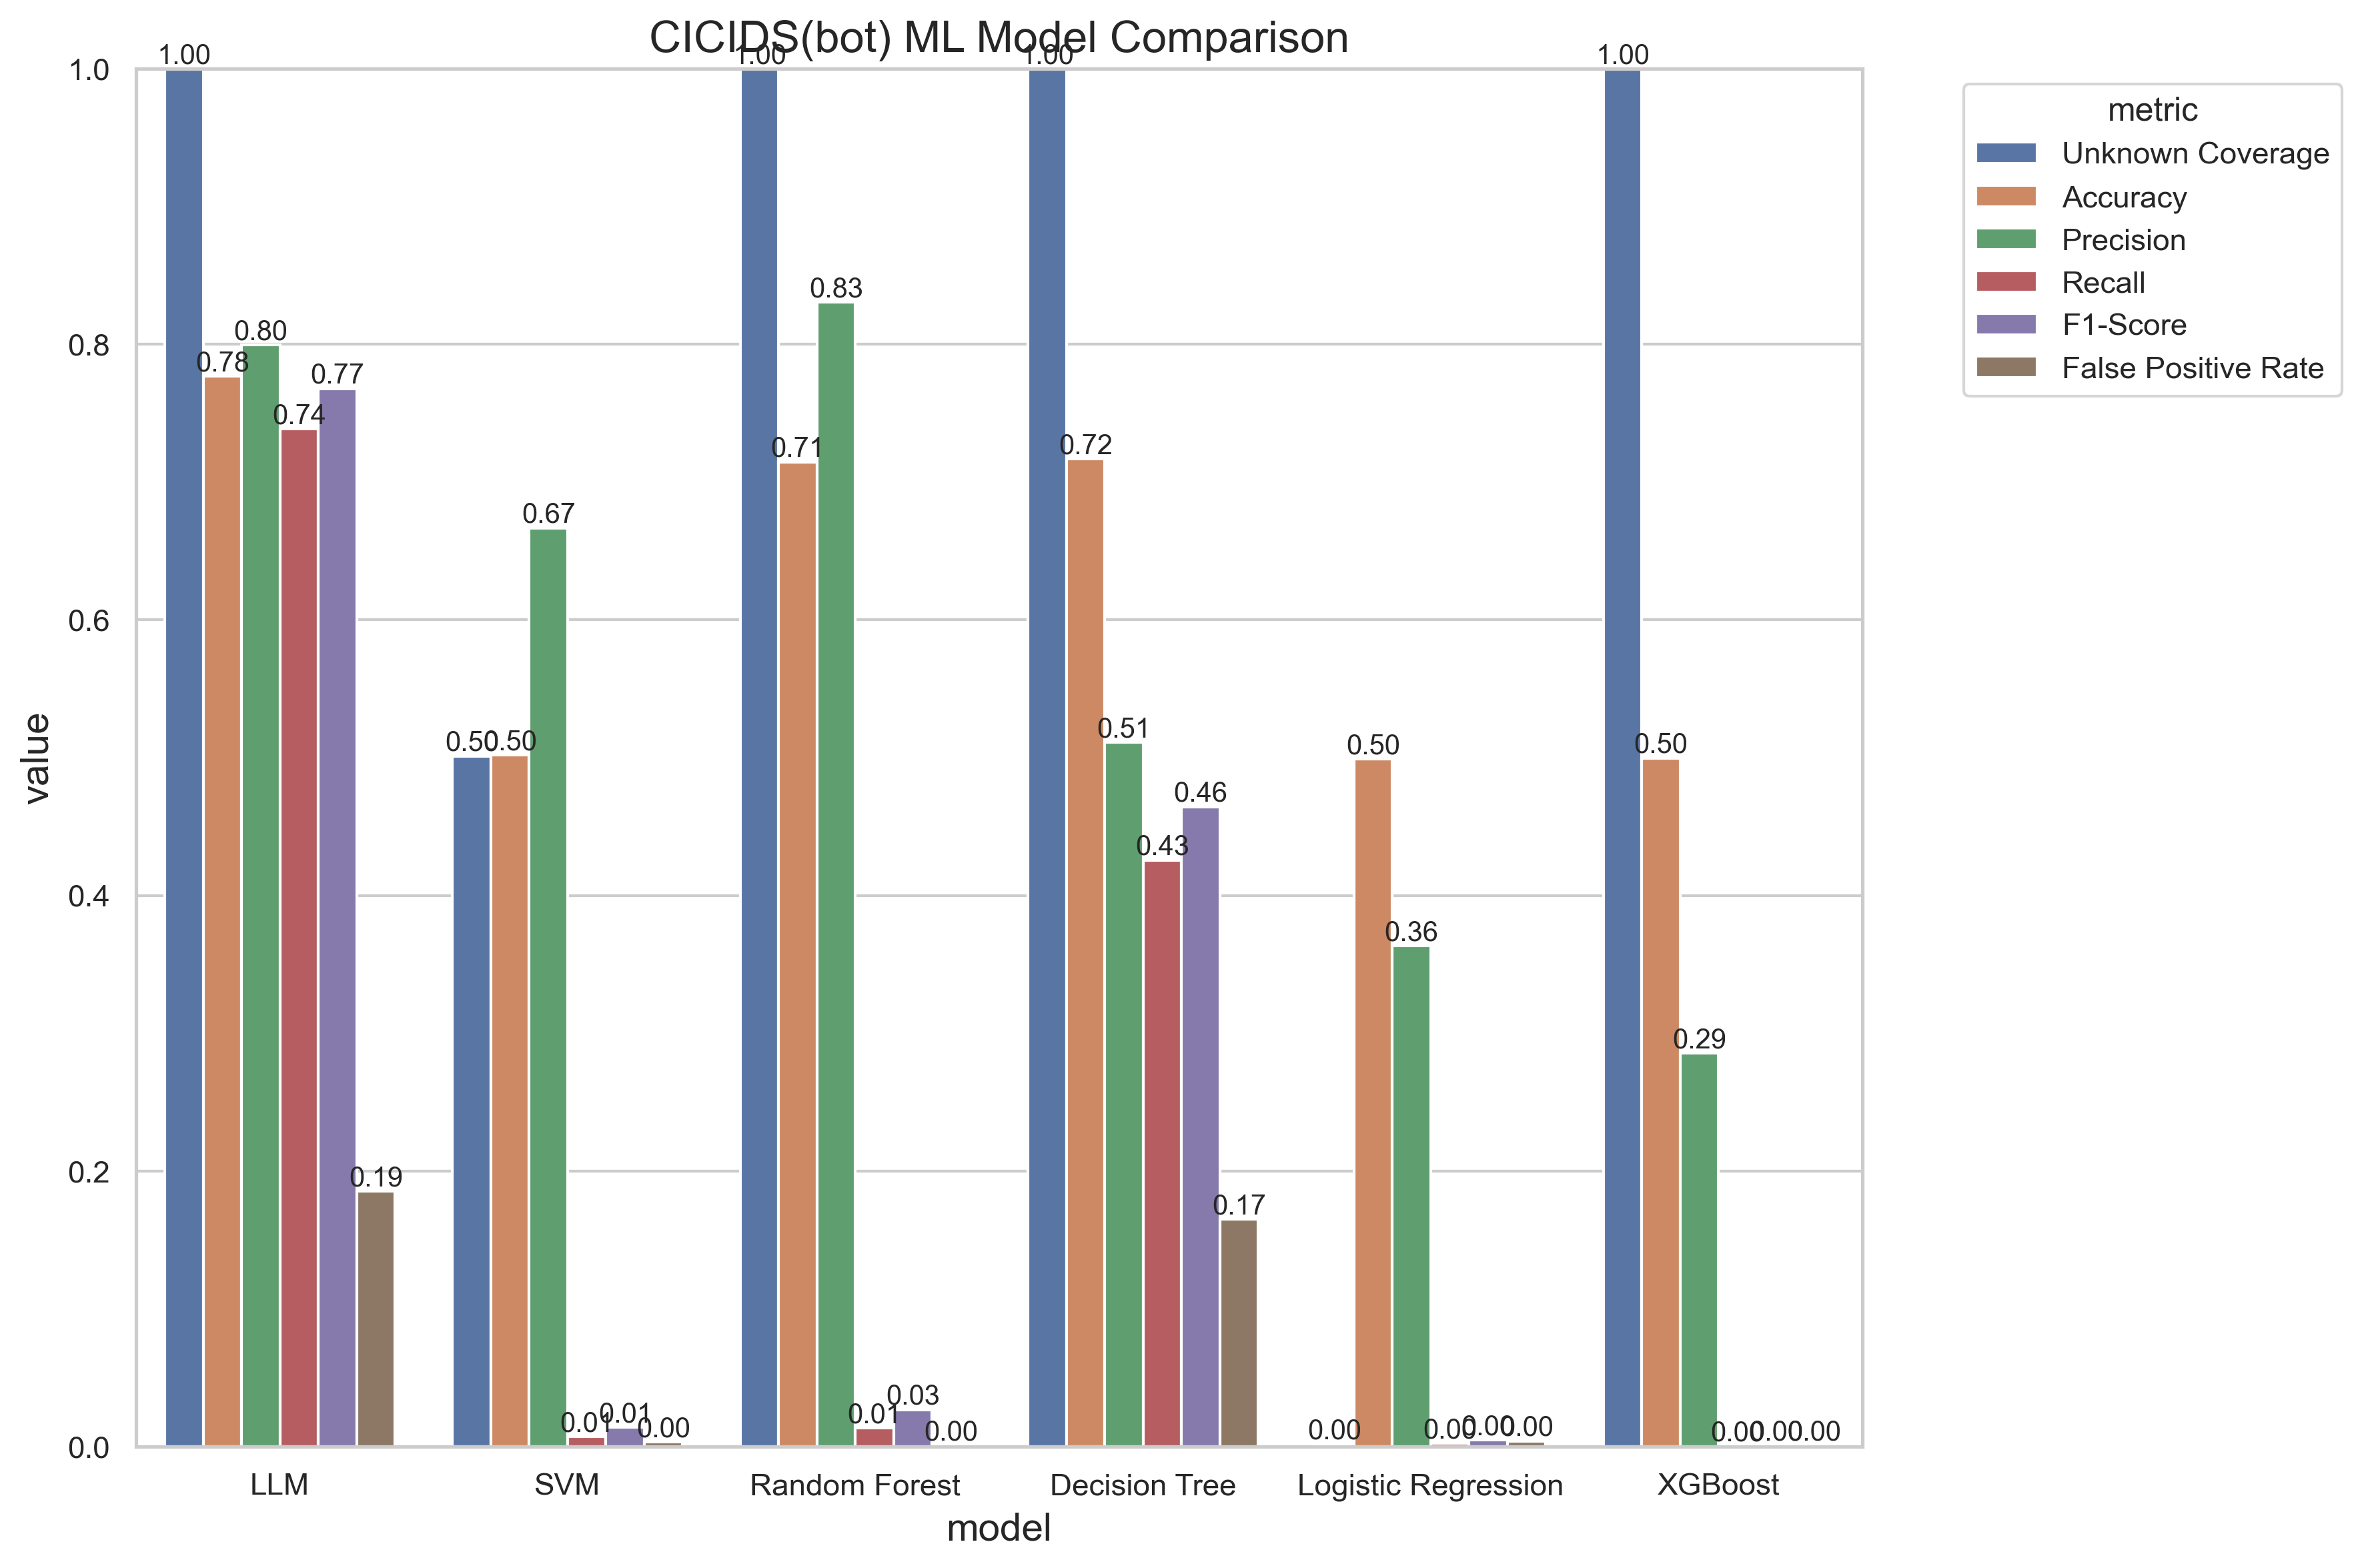 CICIDS(bot) ML Model Comparison
1.00
1.00
1.00
1.00
1.0
0.8
0.6
0.4
0.2
0.0
value
0.78
0.80
0.74
0.77
0.19
0.50
0.50
0.67
0.01
0.01
0.00
0.71
0.83
0.01
0.03
0.00
0.72
0.51
0.43
0.46
0.17
0.00
0.50
0.36
0.00
0.00
0.00
0.50
0.29
0.00
0.00
0.00
LLM
SVM
Random Forest
Decision Tree
Logistic Regression
XGBoost
model
metric
Unknown Coverage
Accuracy
Precision
Recall
F1-Score
False Positive Rate